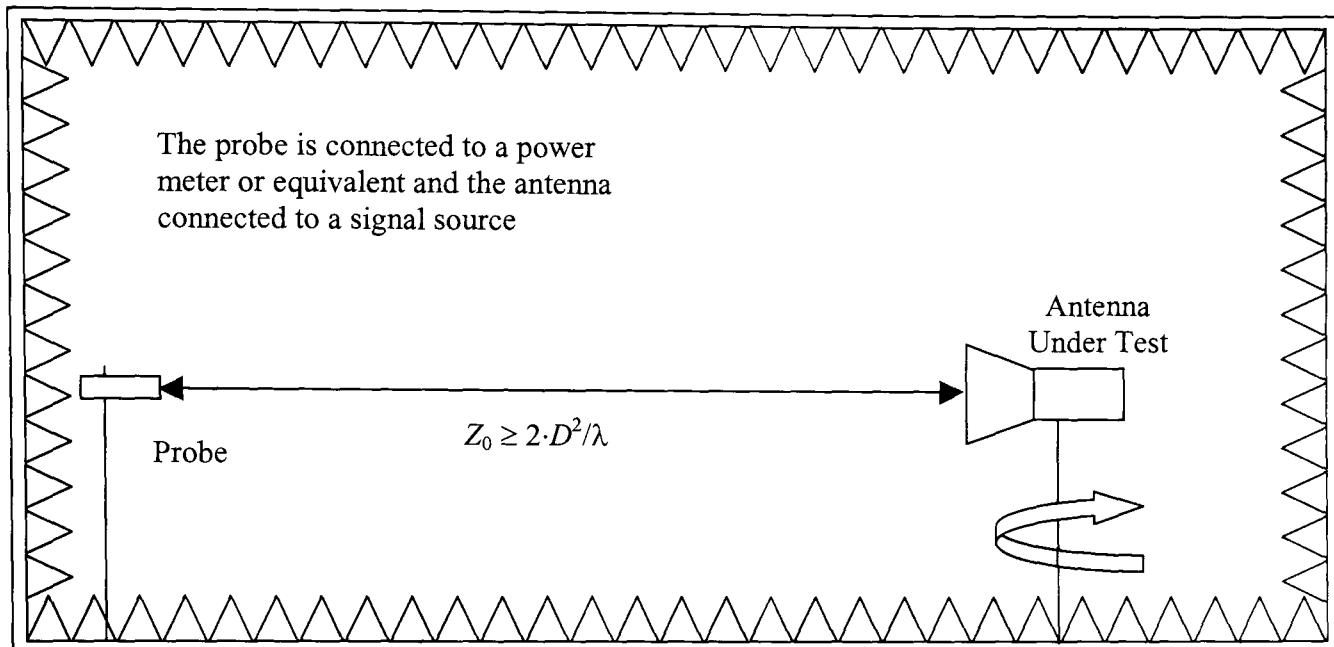 The probe is connected to a power
meter or equivalent and the antenna
connected to a signal source
Antenna
Under Test
Z₀ ≥ 2·D²/λ
Probe